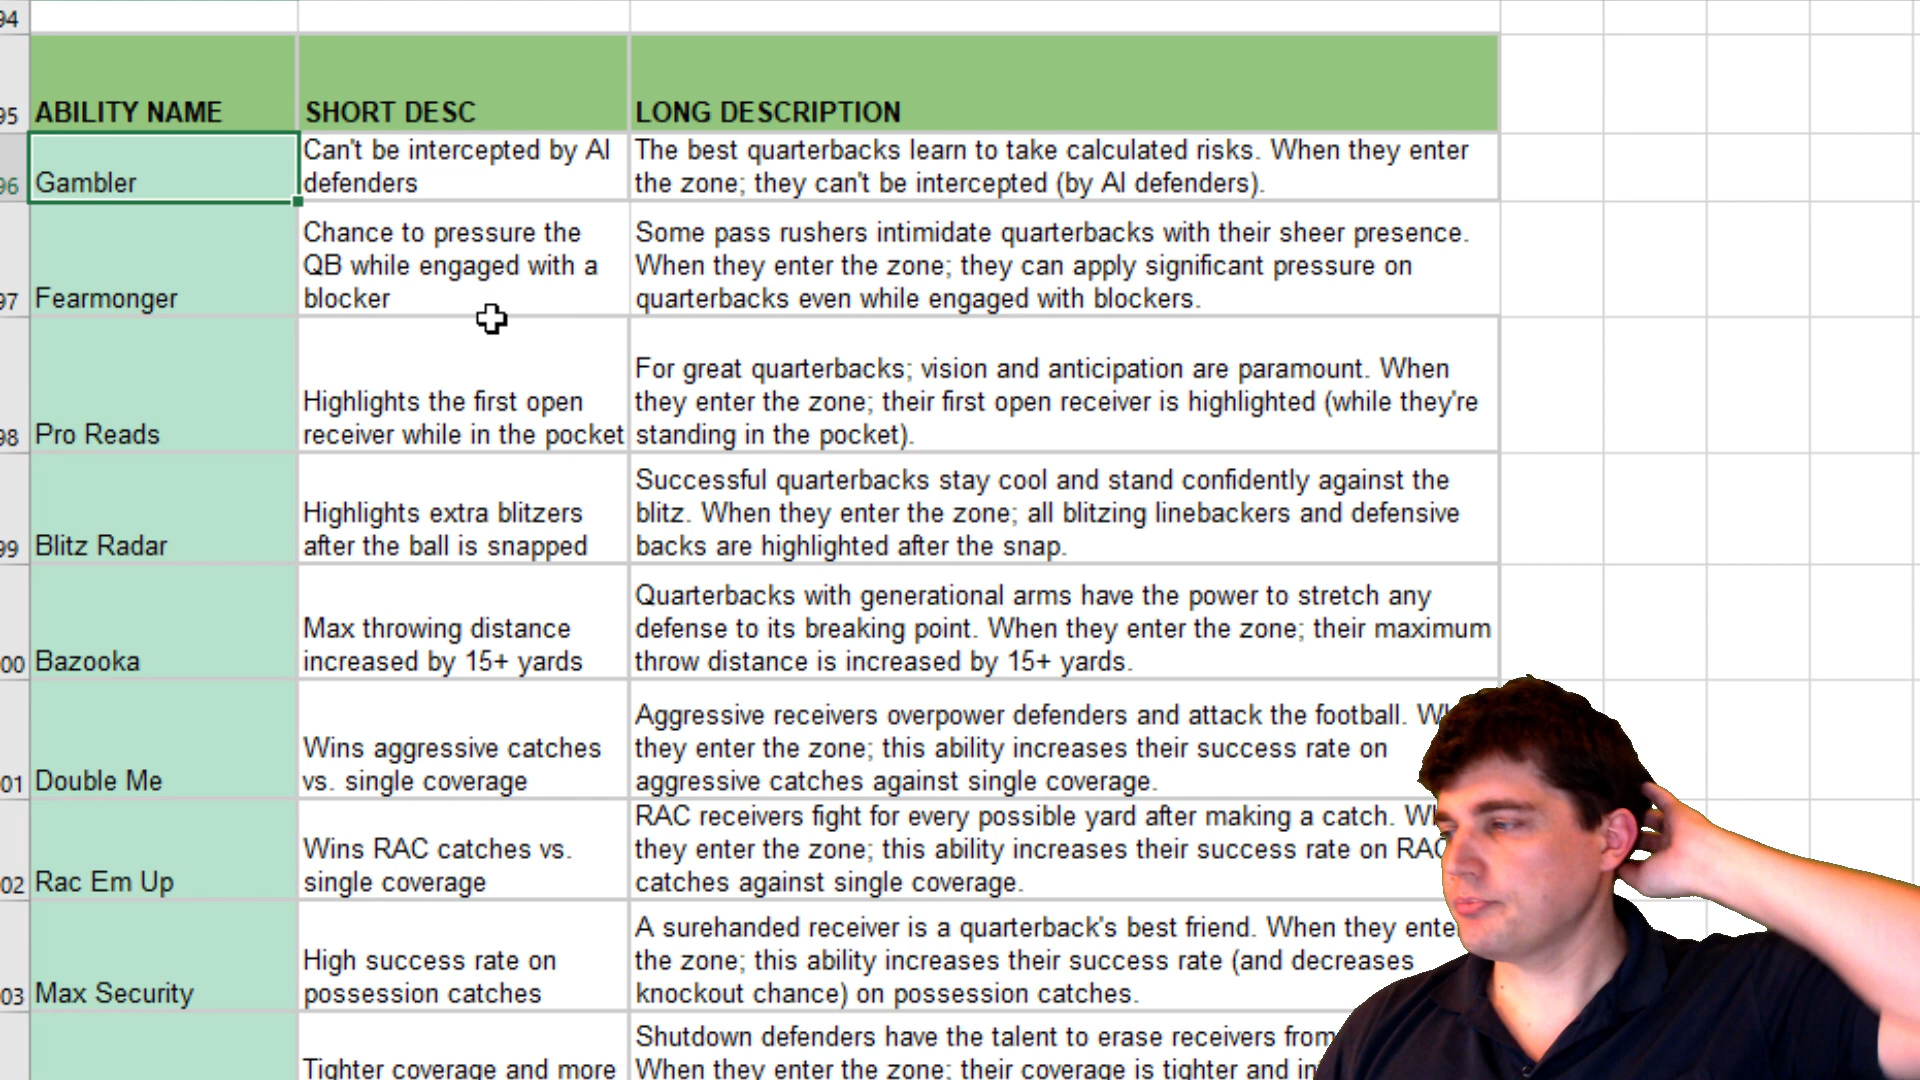 94
95
ABILITY NAME
SHORT DESC
LONG DESCRIPTION
96
Gambler
Can't be intercepted by AI
defenders
The best quarterbacks learn to take calculated risks. When they enter
the zone; they can't be intercepted (by AI defenders).
97
Fearmonger
Chance to pressure the
QB while engaged with a
blocker
Some pass rushers intimidate quarterbacks with their sheer presence.
When they enter the zone; they can apply significant pressure on
quarterbacks even while engaged with blockers.
98
Pro Reads
Highlights the first open
receiver while in the pocket
For great quarterbacks; vision and anticipation are paramount. When
they enter the zone; their first open receiver is highlighted (while they're
standing in the pocket).
99
Blitz Radar
Highlights extra blitzers
after the ball is snapped
Successful quarterbacks stay cool and stand confidently against the
blitz. When they enter the zone; all blitzing linebackers and defensive
backs are highlighted after the snap.
00
Bazooka
Max throwing distance
increased by 15+ yards
Quarterbacks with generational arms have the power to stretch any
defense to its breaking point. When they enter the zone; their maximum
throw distance is increased by 15+ yards.
01
Double Me
Wins aggressive catches
vs. single coverage
Aggressive receivers overpower defenders and attack the football.
they enter the zone; this ability increases their success rate on
aggressive catches against single coverage.
02
Rac Em Up
Wins RAC catches vs.
single coverage
RAC receivers fight for every possible yard after making a catch.
they enter the zone; this ability increases their success rate on RAC
catches against single coverage.
03
Max Security
High success rate on
possession catches
A surehanded receiver is a quarterback's best friend. When they enter
the zone; this ability increases their success rate (and decreases
knockout chance) on possession catches.
Tighter coverage and more
Shutdown defenders have the talent to erase receivers from
When they enter the zone; their coverage is tighter and